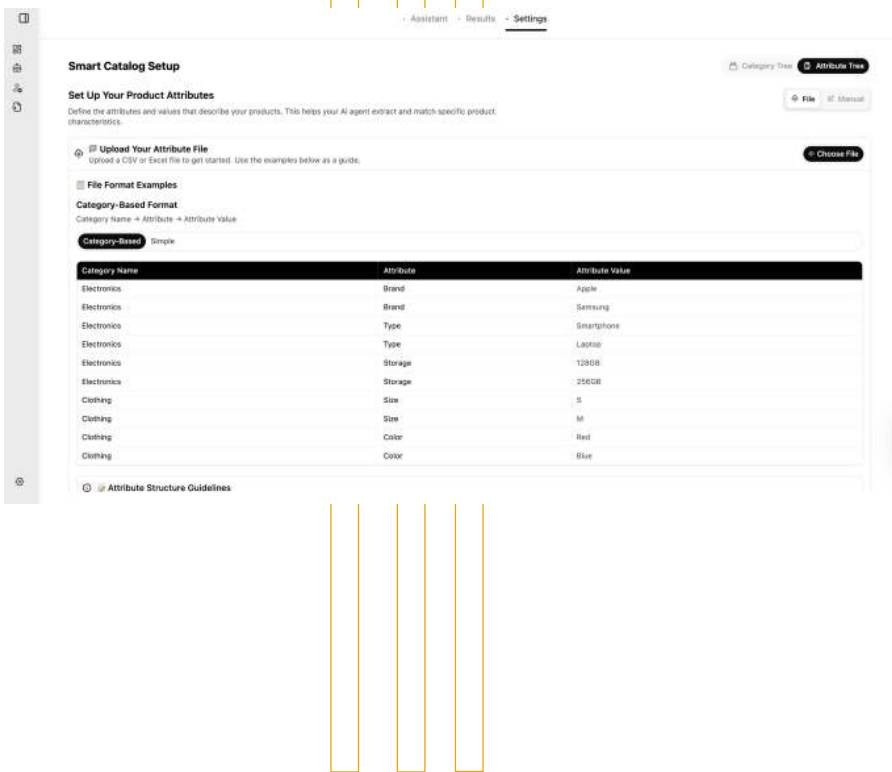 Assistant Results Settings
Smart Catalog Setup
Category Tree Attribute Tree
Set Up Your Product Attributes
File Manual
Define the attributes and values that describe your products. This helps your AI agent extract and match specific product
characteristics.
Upload Your Attribute File
Upload a CSV or Excel file to get started. Use the examples below as a guide.
Choose File
File Format Examples
Category-Based Format
Category Name → Attribute → Attribute Value
Category-Based Simple
Category Name Attribute Attribute Value
Electronics Brand Apple
Electronics Brand Samsung
Electronics Type Smartphone
Electronics Type Laptop
Electronics Storage 128GB
Electronics Storage 256GB
Clothing Size S
Clothing Size M
Clothing Color Red
Clothing Color Blue
Attribute Structure Guidelines